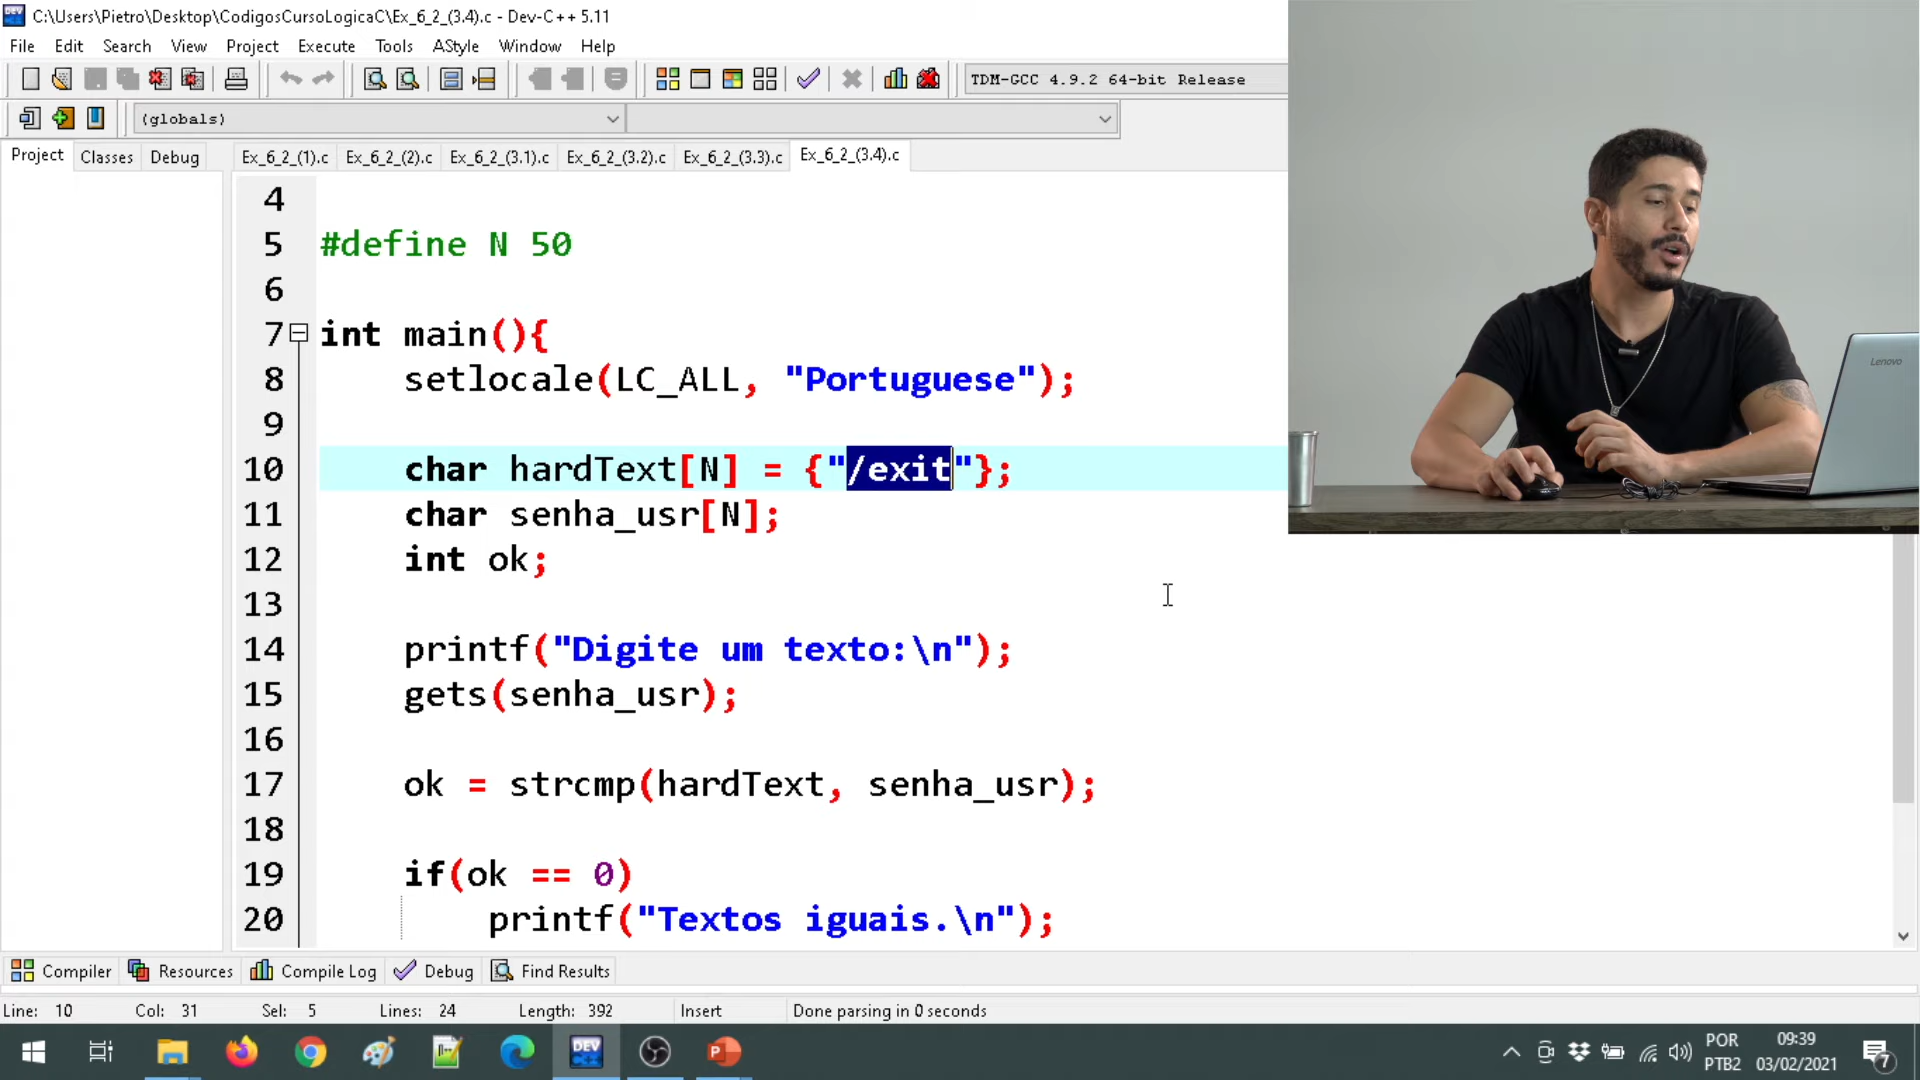 C:\Users\Pietro\Desktop\CodigosCursoLogicaC\Ex_6_2_(3.4).c - Dev-C++ 5.11
File Edit Search View Project Execute Tools AStyle Window Help
TDM-GCC 4.9.2 64-bit Release
(globals)
Project Classes Debug Ex_6_2_(1).c Ex_6_2_(2).c Ex_6_2_(3.1).c Ex_6_2_(3.2).c Ex_6_2_(3.3).c Ex_6_2_(3.4).c
4
5 #define N 50
6
7 int main(){
8 setlocale(LC_ALL, "Portuguese");
9
10 char hardText[N] = {"/exit"};
11 char senha_usr[N];
12 int ok;
13
14 printf("Digite um texto:\n");
15 gets(senha_usr);
16
17 ok = strcmp(hardText, senha_usr);
18
19 if(ok == 0)
20 printf("Textos iguais.\n");
Lenovo
Compiler Resources Compile Log Debug Find Results
Line: 10 Col: 31 Sel: 5 Lines: 24 Length: 392 Insert Done parsing in 0 seconds
DEV
P
POR
PTB2
09:39
03/02/2021
7